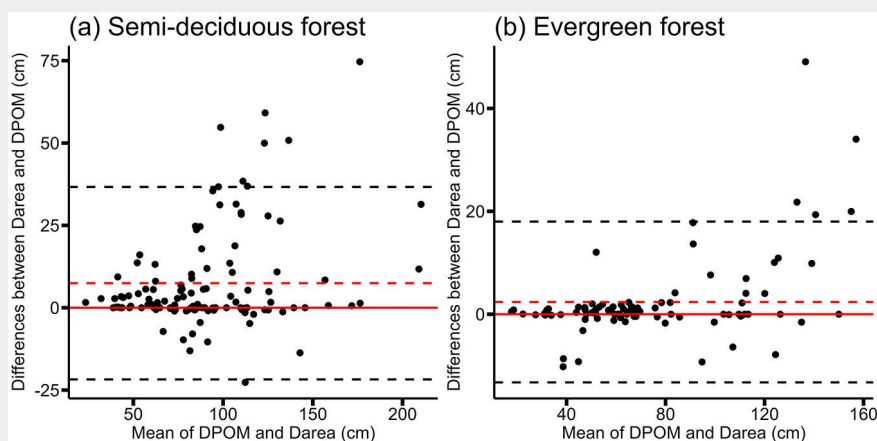 (a) Semi-deciduous forest
Differences between Darea and DPOM (cm)
75
50
25
0
-25
50
100
150
200
Mean of DPOM and Darea (cm)
(b) Evergreen forest
Differences between Darea and DPOM (cm)
40
20
0
40
80
120
160
Mean of DPOM and Darea (cm)